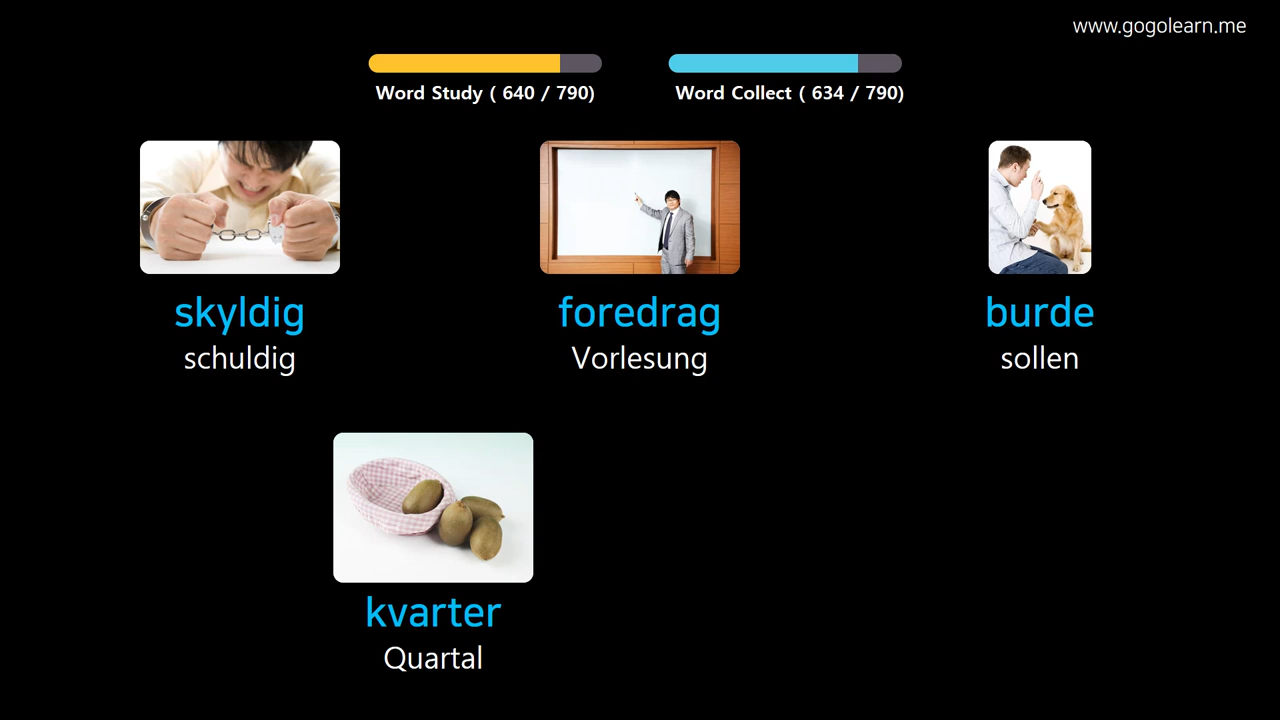 www.gogolearn.me
Word Study ( 640 / 790)
Word Collect ( 634 / 790)
skyldig
schuldig
foredrag
Vorlesung
burde
sollen
kvarter
Quartal